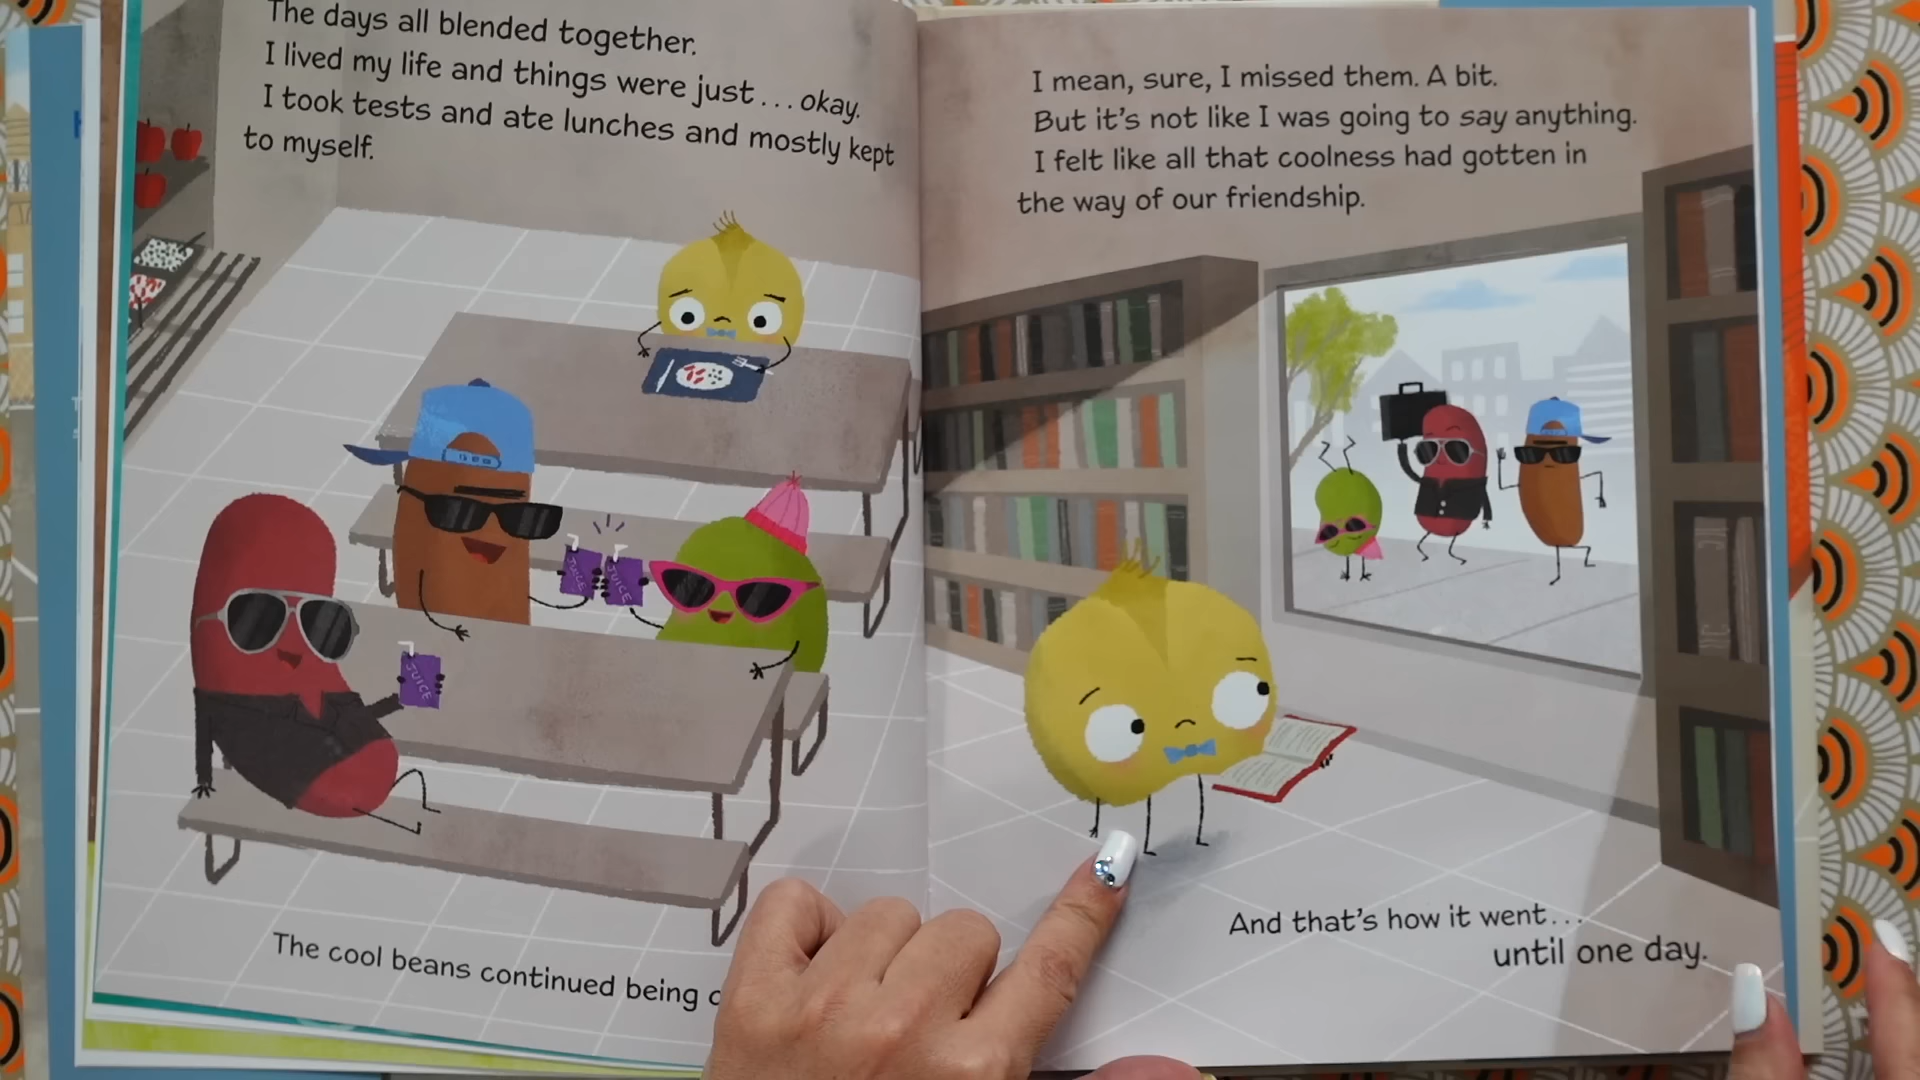 The days all blended together.
I lived my life and things were just...okay.
I took tests and ate lunches and mostly kept
to myself.
JUICE
JUICE
JUICE
The cool beans continued being
I mean, sure, I missed them. A bit.
But it's not like I was going to say anything.
I felt like all that coolness had gotten in
the way of our friendship.
And that's how it went...
until one day.